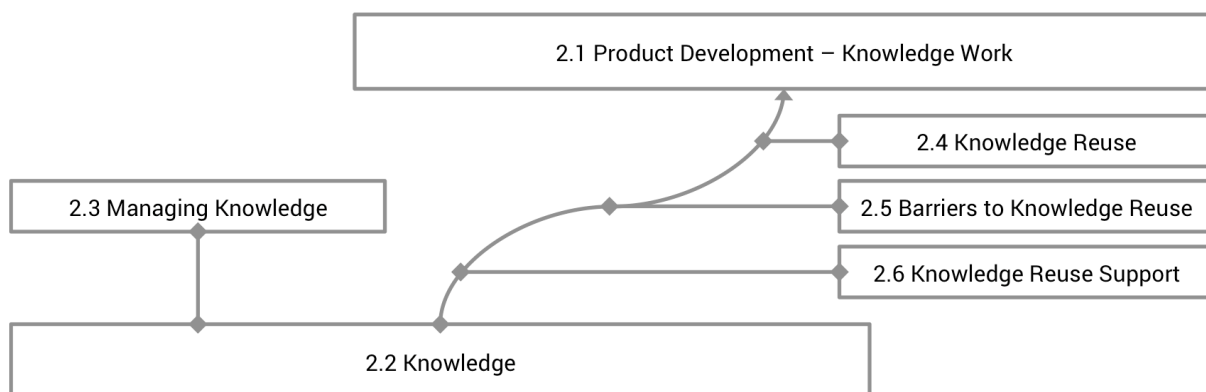 2.1 Product Development – Knowledge Work
2.4 Knowledge Reuse
2.3 Managing Knowledge
2.5 Barriers to Knowledge Reuse
2.6 Knowledge Reuse Support
2.2 Knowledge